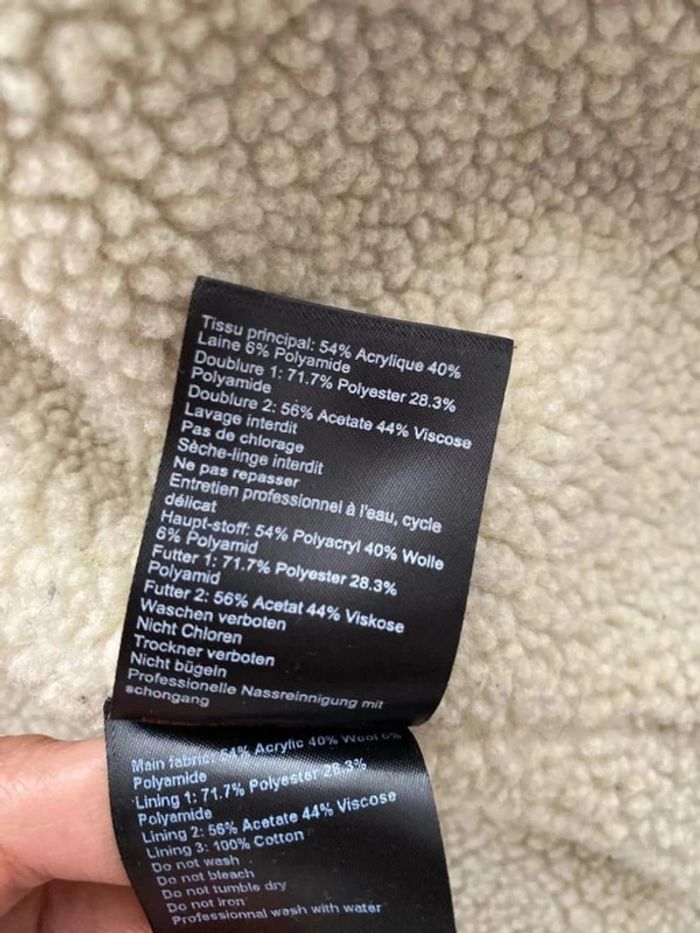 Tissu principal: 54% Acrylique 40%
Laine 6% Polyamide
Doublure 1: 71.7% Polyester 28.3%
Polyamide
Doublure 2: 56% Acetate 44% Viscose
Lavage interdit
Pas de chlorage
Sèche-linge interdit
Ne pas repasser
Entretien professionnel à l'eau, cycle
délicat
Haupt-stoff: 54% Polyacryl 40% Wolle
6% Polyamid
Futter 1: 71.7% Polyester 28.3%
Polyamid
Futter 2: 56% Acetat 44% Viskose
Waschen verboten
Nicht Chloren
Trockner verboten
Nicht bügeln
Professionelle Nassreinnigung mit
schongang
Main fabric: 54% Acrylic 40% Wool 6%
Polyamide
Lining 1: 71.7% Polyester 28.3%
Polyamide
Lining 2: 56% Acetate 44% Viscose
Lining 3: 100% Cotton
Do not wash
Do not bleach
Do not tumble dry
Do not iron
Professionnal wash with water